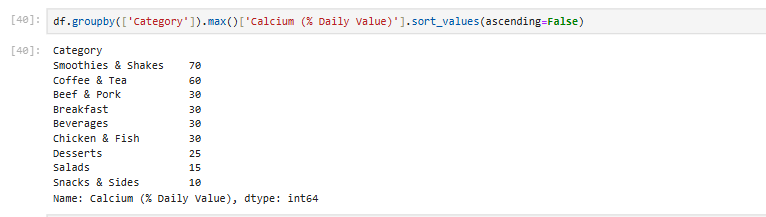 [40]: df.groupby(['Category']).max()['Calcium (% Daily Value)'].sort_values(ascending=False)
[40]: Category
Smoothies & Shakes    70
Coffee & Tea          60
Beef & Pork           30
Breakfast             30
Beverages             30
Chicken & Fish        30
Desserts              25
Salads                15
Snacks & Sides        10
Name: Calcium (% Daily Value), dtype: int64